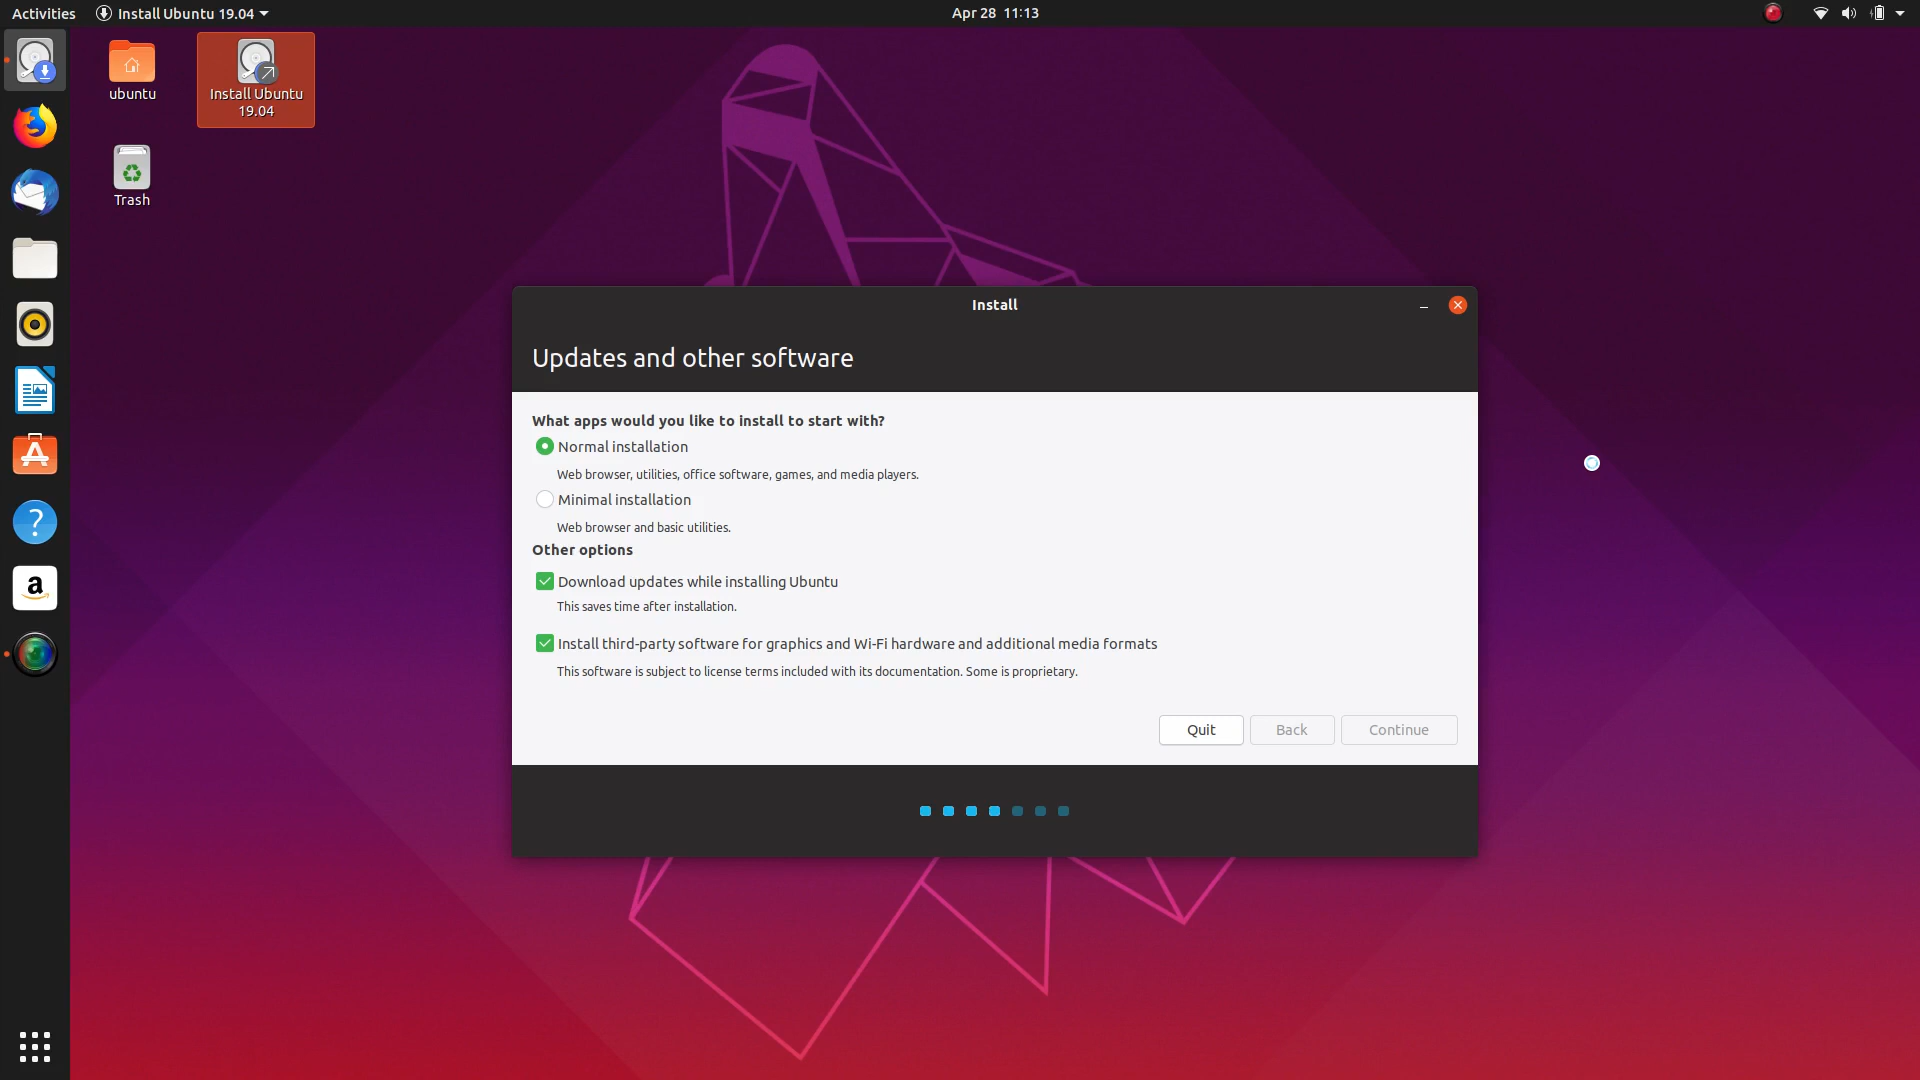 Activities
Install Ubuntu 19.04
Apr 28 11:13
ubuntu
Install Ubuntu
19.04
Trash
Install
Updates and other software
What apps would you like to install to start with?
Normal installation
Web browser, utilities, office software, games, and media players.
Minimal installation
Web browser and basic utilities.
Other options
Download updates while installing Ubuntu
This saves time after installation.
Install third-party software for graphics and Wi-Fi hardware and additional media formats
This software is subject to license terms included with its documentation. Some is proprietary.
Quit
Back
Continue